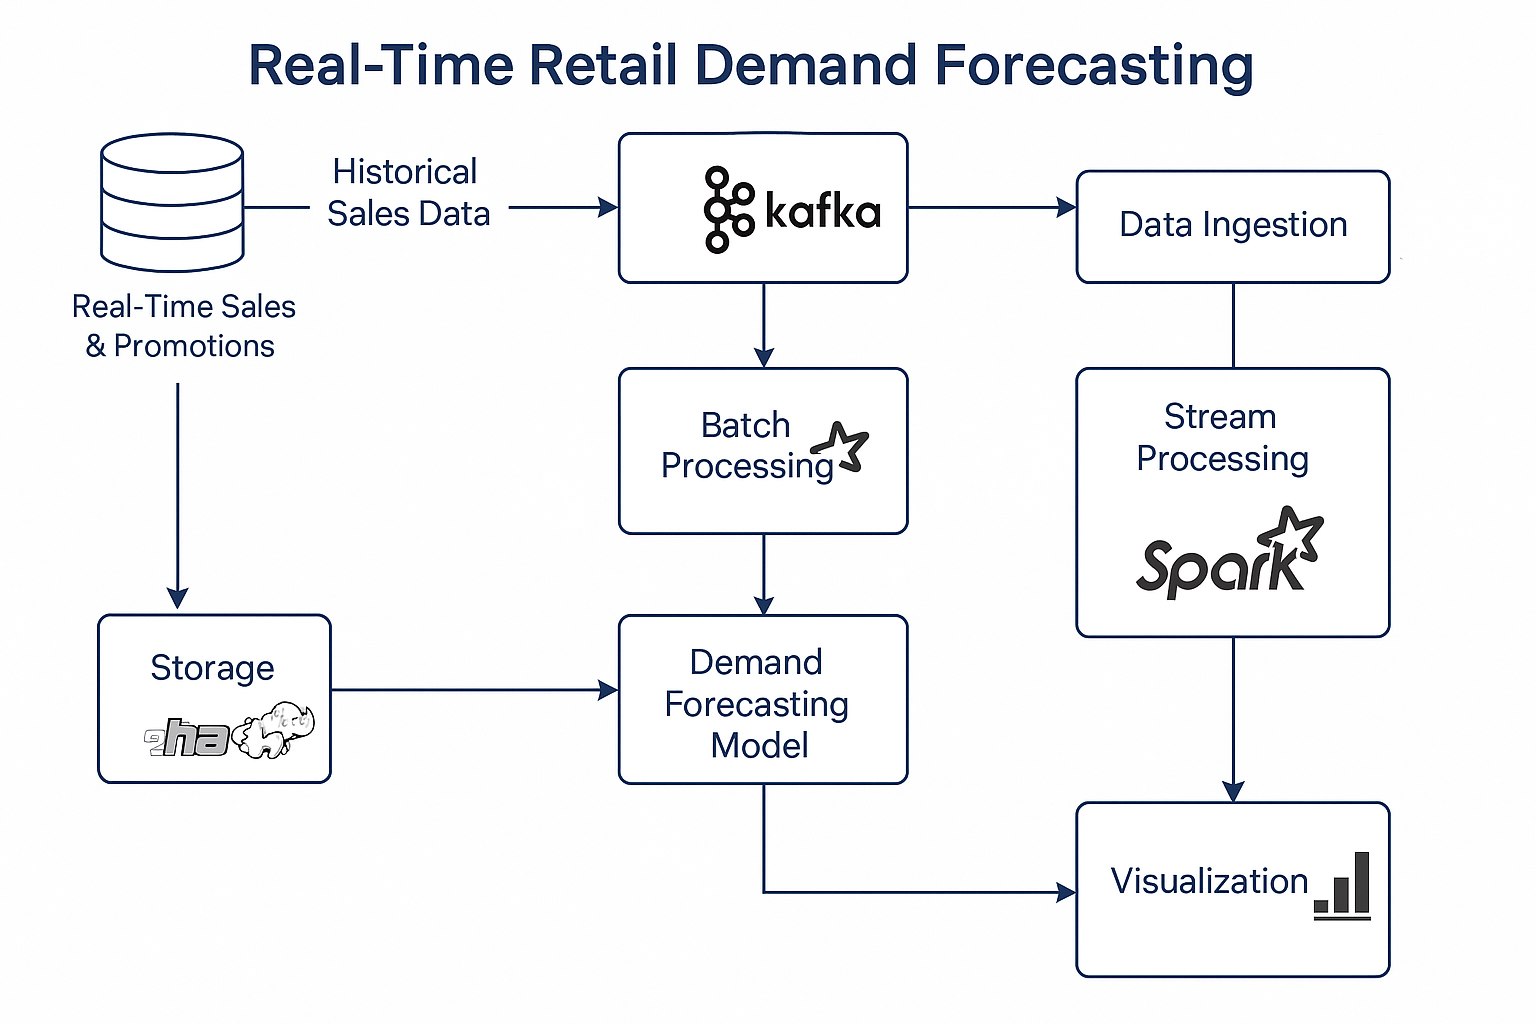 Real-Time Retail Demand Forecasting
Historical
Sales Data
kafka
Data Ingestion
Real-Time Sales
& Promotions
Batch
Processing
Stream
Processing
Spark
Storage
Demand
Forecasting
Model
Visualization